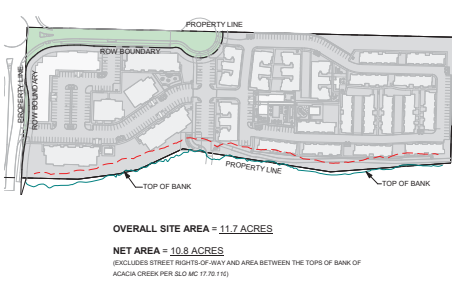 PROPERTY LINE
ROW BOUNDARY
PROPERTY LINE
ROW BOUNDARY
PROPERTY LINE
TOP OF BANK
TOP OF BANK
OVERALL SITE AREA = 11.7 ACRES
NET AREA = 10.8 ACRES
(EXCLUDES STREET RIGHTS-OF-WAY AND AREA BETWEEN THE TOPS OF BANK OF
ACACIA CREEK PER SLO MC 17.70.110)